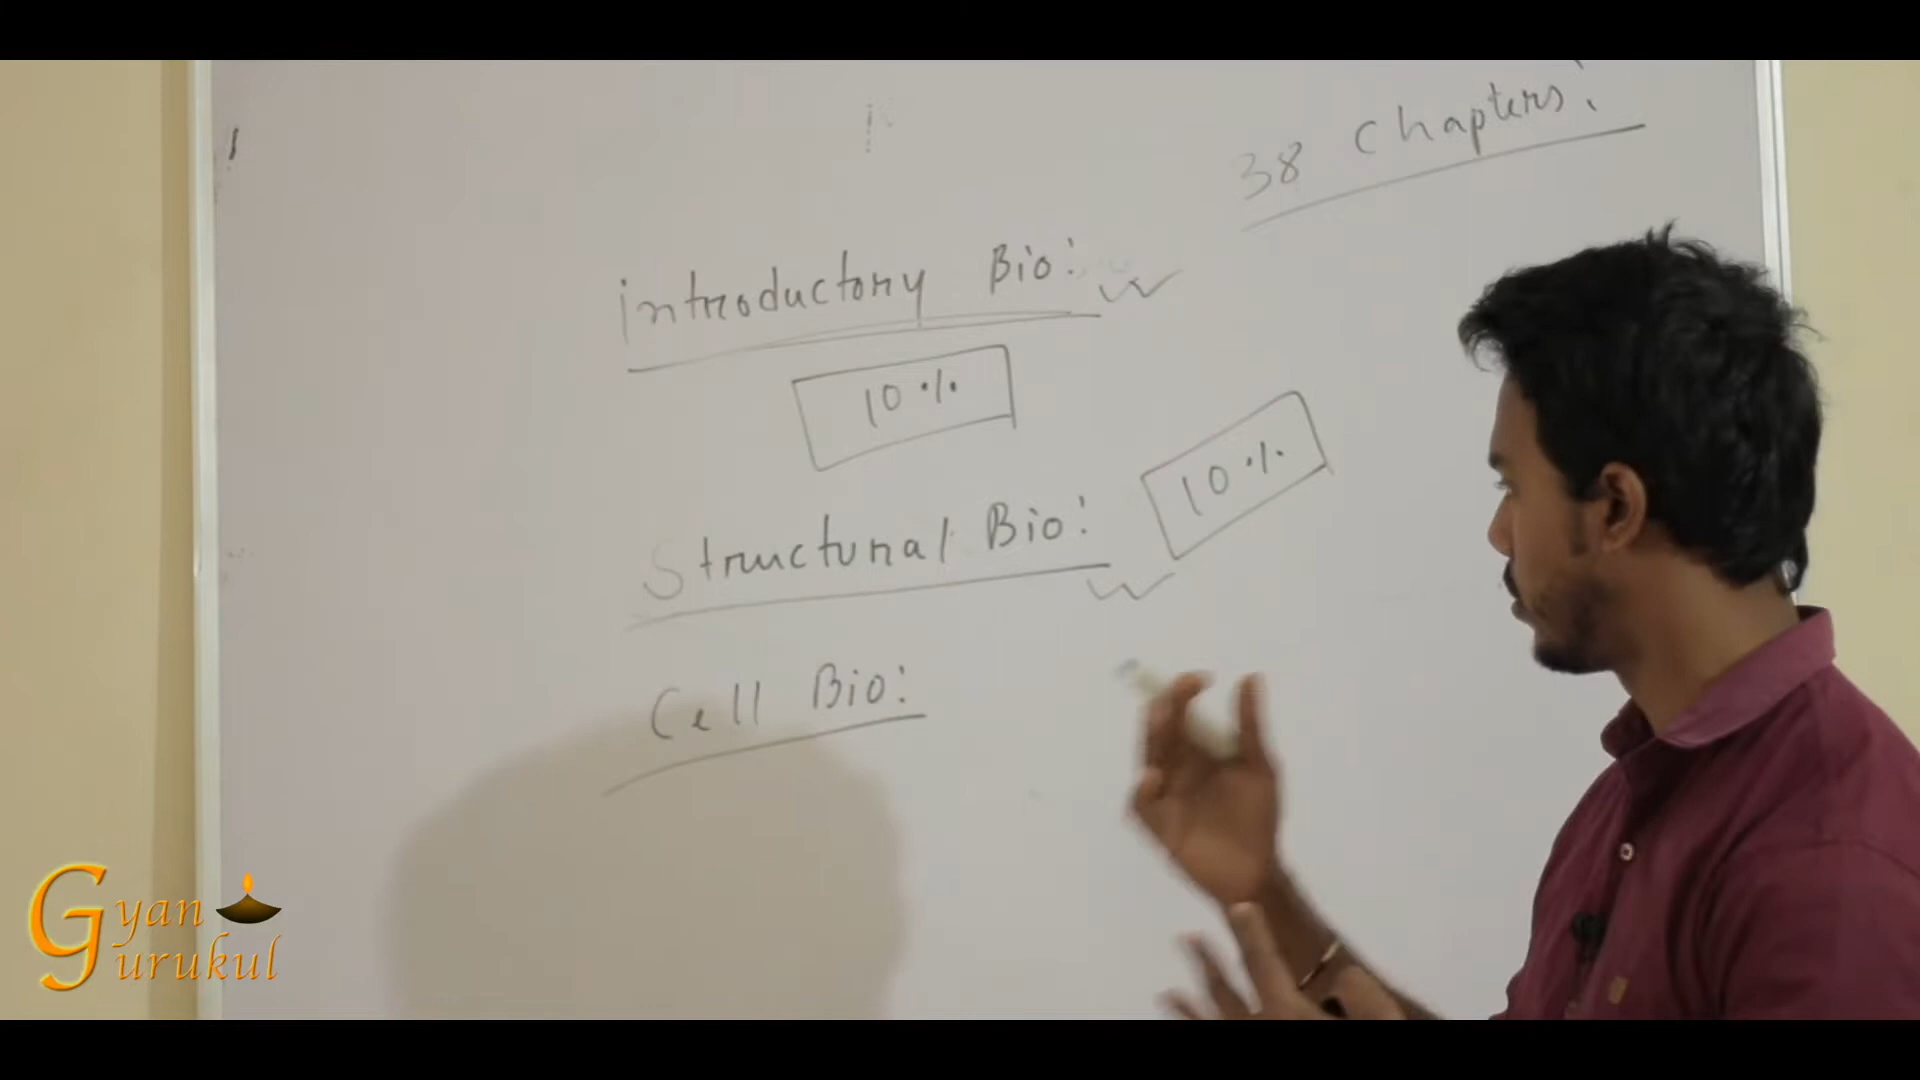 38 Chapters:
introductory Bio:
10%
10%
Structural Bio:
Cell Bio:
Gyan
Gurukul